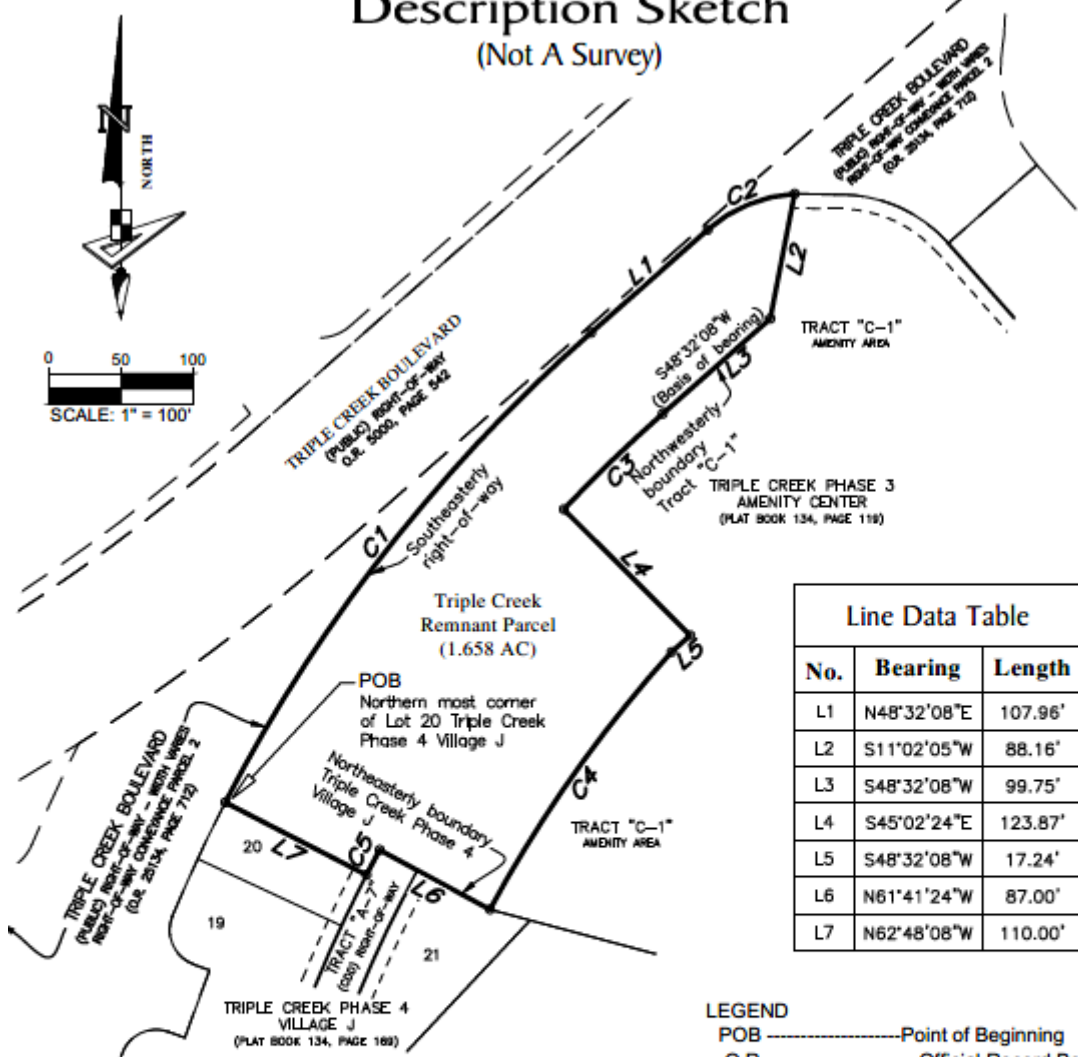 Description Sketch
(Not A Survey)
N
NORTH
0 50 100
SCALE: 1" = 100'
TRIPLE CREEK BOULEVARD
(PUBLIC) RIGHT-OF-WAY - WIDTH VARIES
RIGHT-OF-WAY CONVEYANCE PARCEL 2
(O.R. 25134, PAGE 712)
C2
L1
L2
TRIPLE CREEK BOULEVARD
(PUBLIC) RIGHT-OF-WAY
O.R. 5000, PAGE 542
S48°32'08"W
(Basis of bearing)
L3
TRACT "C-1"
AMENITY AREA
C3
Northwesterly
boundary
Tract "C-1"
TRIPLE CREEK PHASE 3
AMENITY CENTER
(PLAT BOOK 134, PAGE 119)
C1
Southeasterly
right-of-way
L4
Triple Creek
Remnant Parcel
(1.658 AC)
L5
POB
Northern most corner
of Lot 20 Triple Creek
Phase 4 Village J
TRIPLE CREEK BOULEVARD
(PUBLIC) RIGHT-OF-WAY - WIDTH VARIES
RIGHT-OF-WAY CONVEYANCE PARCEL 2
(O.R. 25134, PAGE 712)
Northeasterly boundary
Triple Creek Phase 4
Village J
C4
TRACT "C-1"
AMENITY AREA
20
L7
C5
L6
19
TRACT "A-7"
(CDD) RIGHT-OF-WAY
21
TRIPLE CREEK PHASE 4
VILLAGE J
(PLAT BOOK 134, PAGE 169)
Line Data Table
No. Bearing Length
L1 N48°32'08"E 107.96'
L2 S11°02'05"W 88.16'
L3 S48°32'08"W 99.75'
L4 S45°02'24"E 123.87'
L5 S48°32'08"W 17.24'
L6 N61°41'24"W 87.00'
L7 N62°48'08"W 110.00'
LEGEND
POB --------------------Point of Beginning